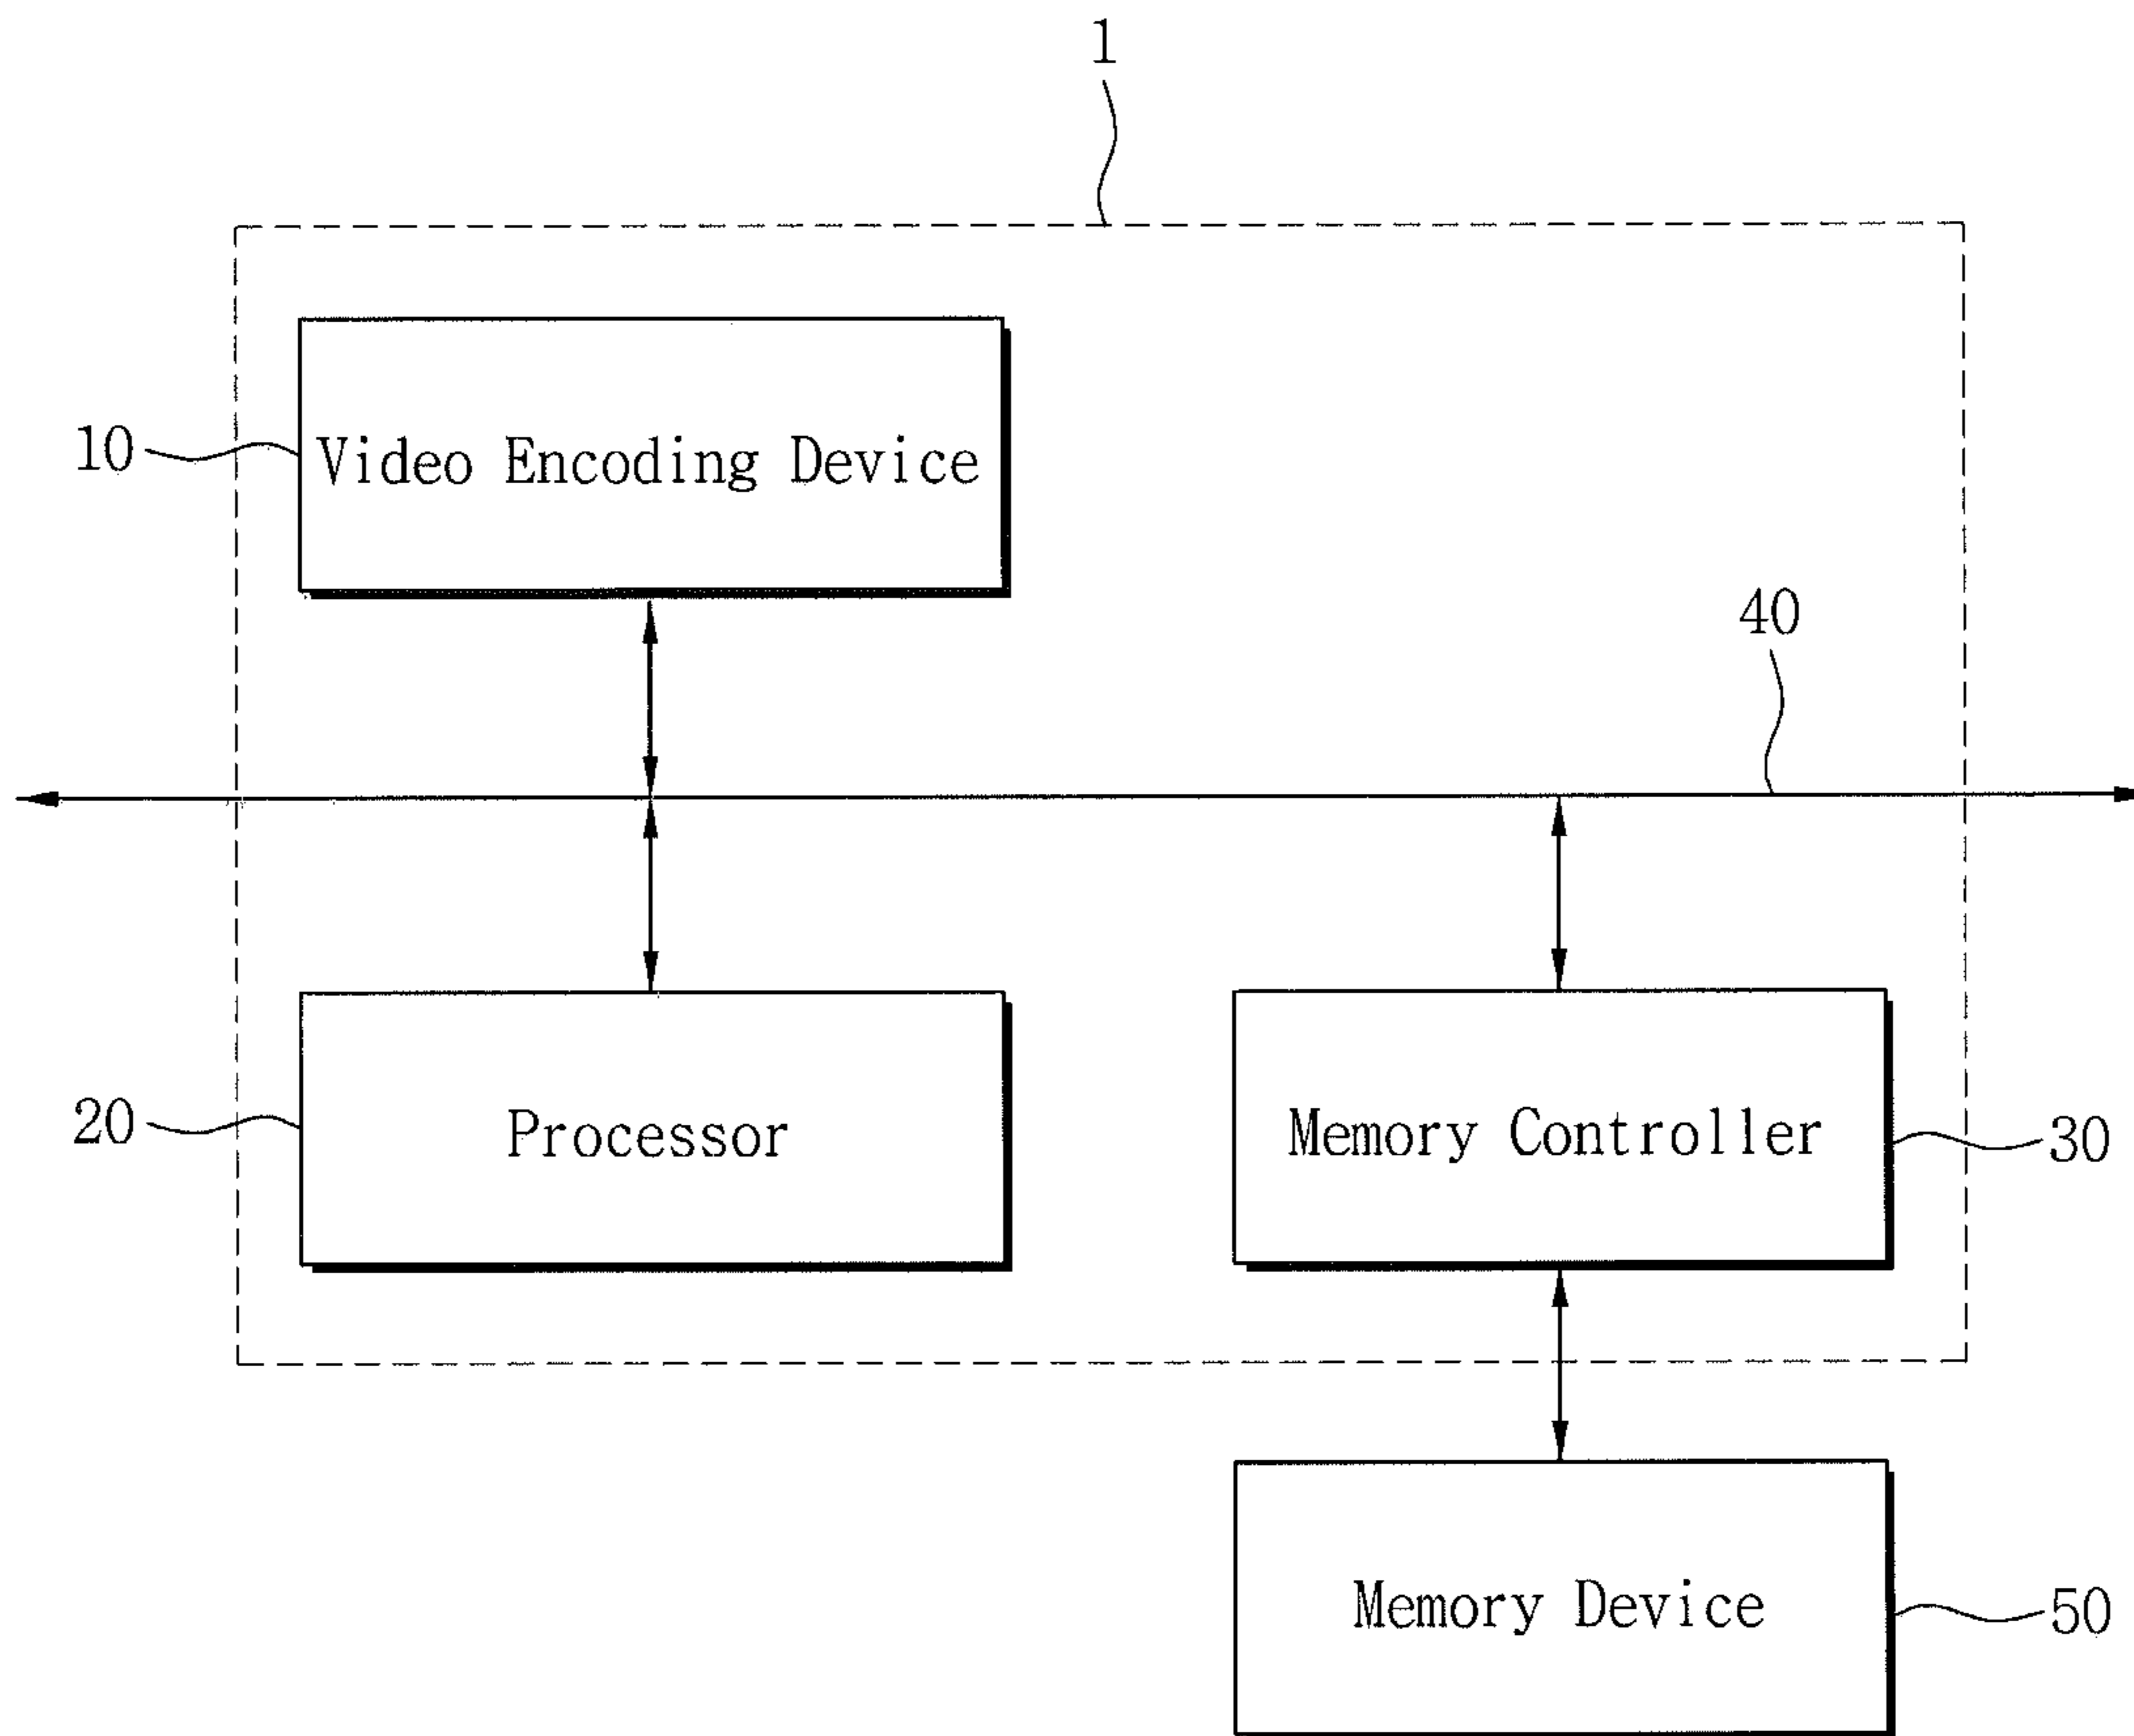 1
10
Video Encoding Device
40
20
Processor
Memory Controller
30
Memory Device
50